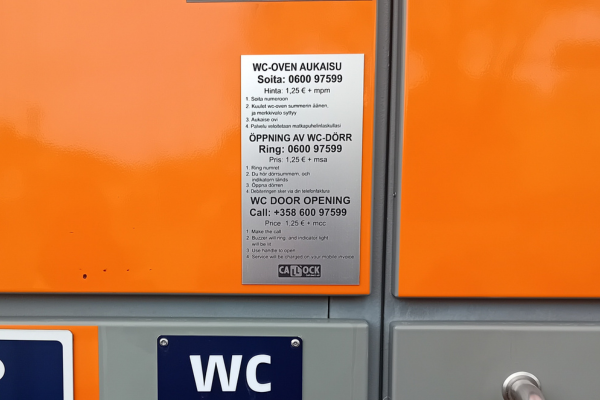 WC-OVEN AUKAISU
Soita: 0600 97599
Hinta: 1,25 € + mpm
1. Soita numeroon
2. Kuulet wc-oven summerin äänen,
ja merkkivalo syttyy
3. Aukaise ovi
4. Palvelu veloitetaan matkapuhelinlaskullasi
ÖPPNING AV WC-DÖRR
Ring: 0600 97599
Pris: 1,25 € + msa
1. Ring numret
2. Du hör dörrsummern, och
indikatorn tänds
3. Öppna dörren
4. Debiteringen sker via din telefonfaktura
WC DOOR OPENING
Call: +358 600 97599
Price: 1,25 € + mcc
1. Make the call
2. Buzzer will ring, and indicator light
will be lit
3. Use handle to open
4. Service will be charged on your mobile invoice
CALLOCK
WC